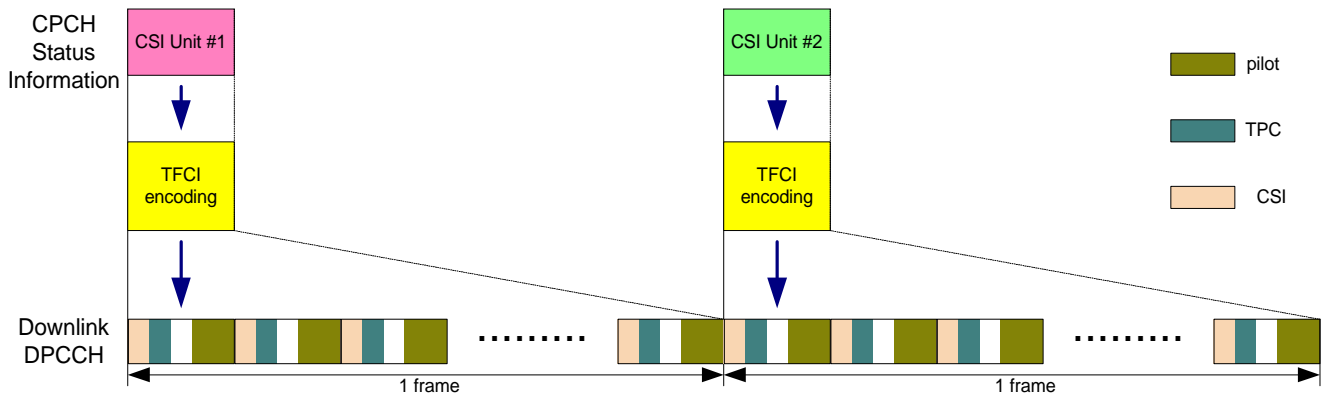 CPCH
Status
Information
CSI Unit #1
CSI Unit #2
pilot
TPC
CSI
TFCI
encoding
TFCI
encoding
Downlink
DPCCH
1 frame
1 frame